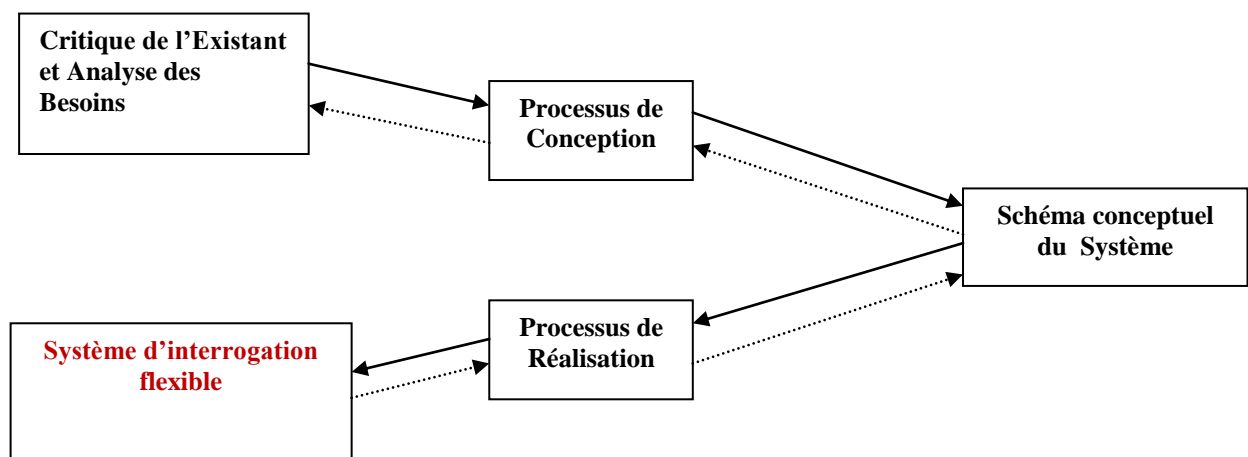 Critique de l’Existant
et Analyse des
Besoins
Processus de
Conception
Schéma conceptuel
du Système
Processus de
Réalisation
Système d’interrogation
flexible